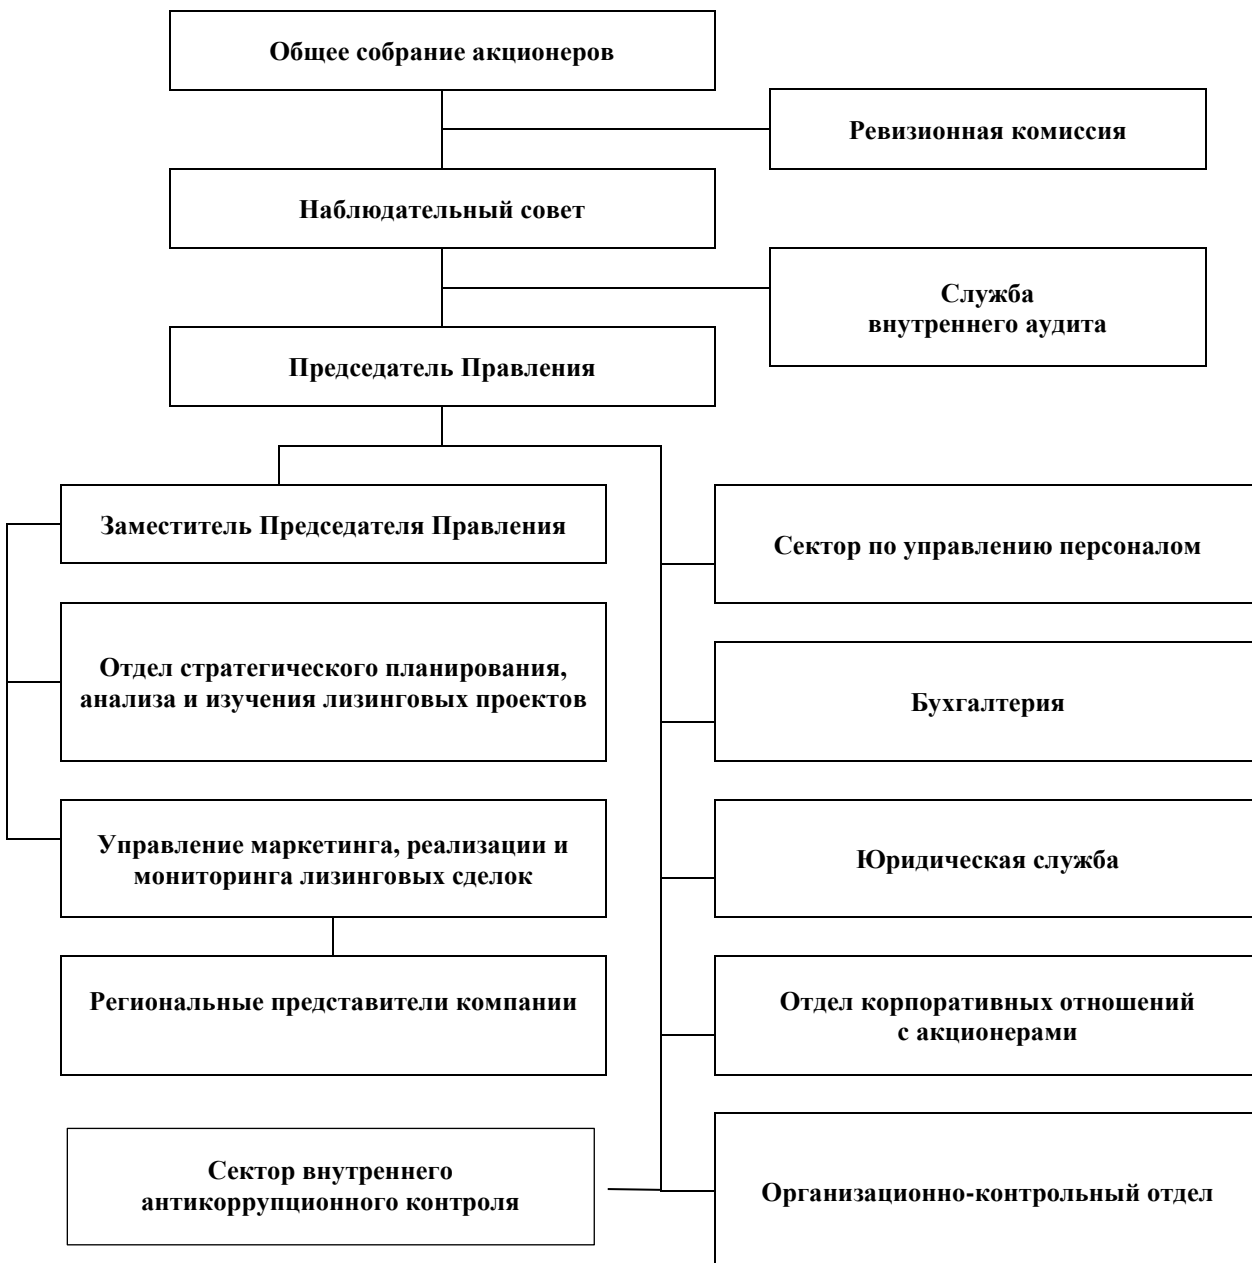 Общее собрание акционеров
Ревизионная комиссия
Наблюдательный совет
Служба
внутреннего аудита
Председатель Правления
Заместитель Председателя Правления
Сектор по управлению персоналом
Отдел стратегического планирования,
анализа и изучения лизинговых проектов
Бухгалтерия
Управление маркетинга, реализации и
мониторинга лизинговых сделок
Юридическая служба
Региональные представители компании
Отдел корпоративных отношений
с акционерами
Сектор внутреннего
антикоррупционного контроля
Организационно-контрольный отдел